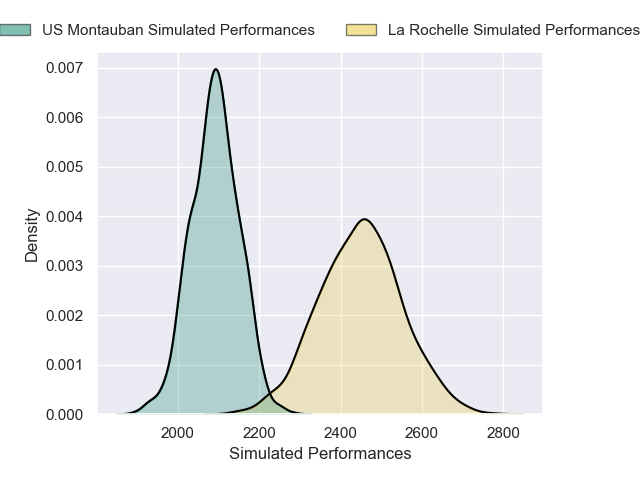 US Montauban Simulated Performances La Rochelle Simulated Performances
0.007
0.006
0.005
0.004
0.003
0.002
0.001
0.000
Density
2000 2200 2400 2600 2800
Simulated Performances